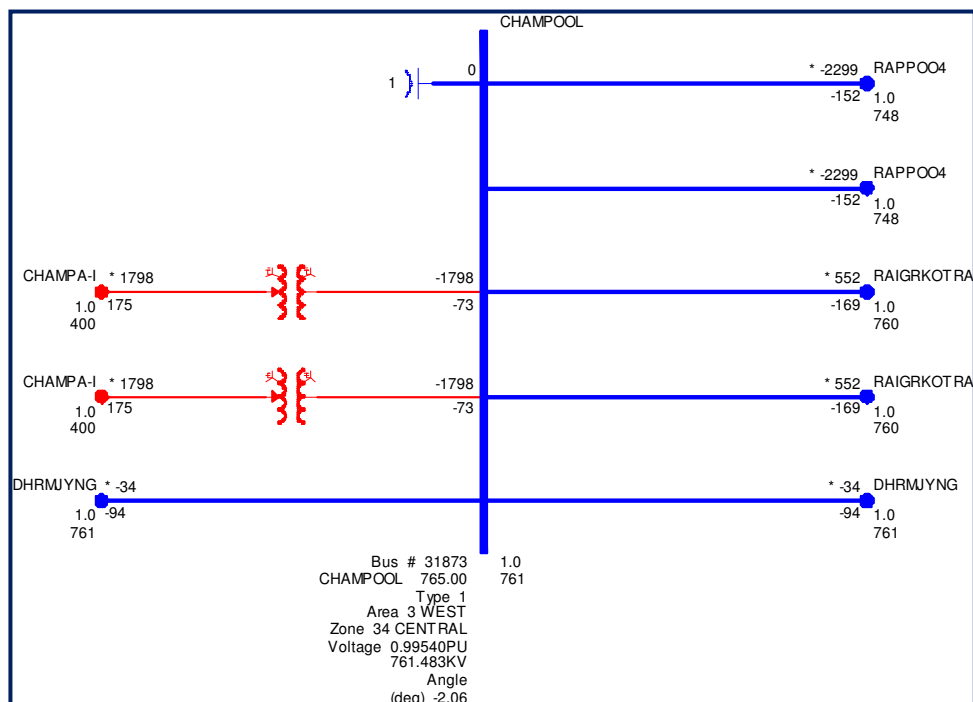 CHAMPOOL
1
0
* -2299 RAPPOO4
-152 1.0
748
* -2299 RAPPOO4
-152 1.0
748
CHAMPA-I * 1798
1.0 175
400
-1798
-73
* 552 RAIGRKOTRA
-169 1.0
760
CHAMPA-I * 1798
1.0 175
400
-1798
-73
* 552 RAIGRKOTRA
-169 1.0
760
DHRMJYNG * -34
1.0 -94
761
* -34 DHRMJYNG
-94 1.0
761
Bus # 31873 1.0
CHAMPOOL 765.00 761
Type 1
Area 3 WEST
Zone 34 CENTRAL
Voltage 0.99540PU
761.483KV
Angle
(deg) -2.06